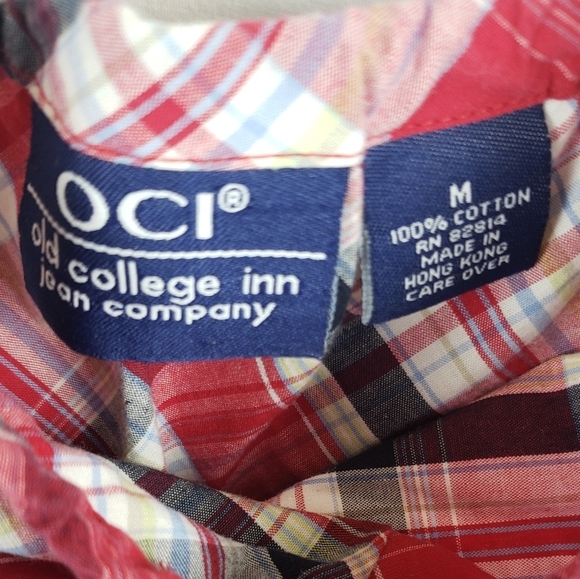 OCI®
old college inn
jean company
M
100% COTTON
RN 82814
MADE IN
HONG KONG
CARE OVER